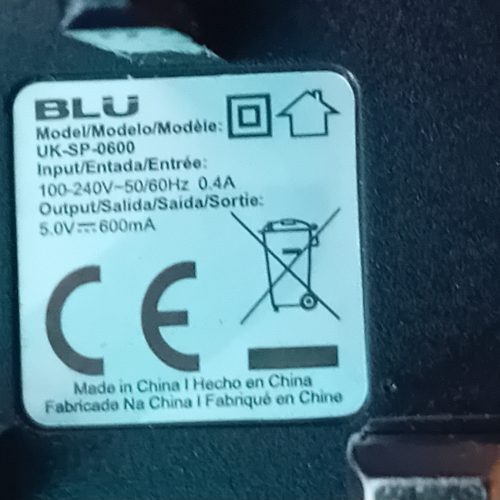 BLU
Model/Modelo/Modèle:
UK-SP-0600
Input/Entada/Entrée:
100-240V~50/60Hz 0.4A
Output/Salida/Saida/Sortie:
5.0V⎓600mA
CE
Made in China I Hecho en China
Fabricade Na China I Fabriqué en Chine